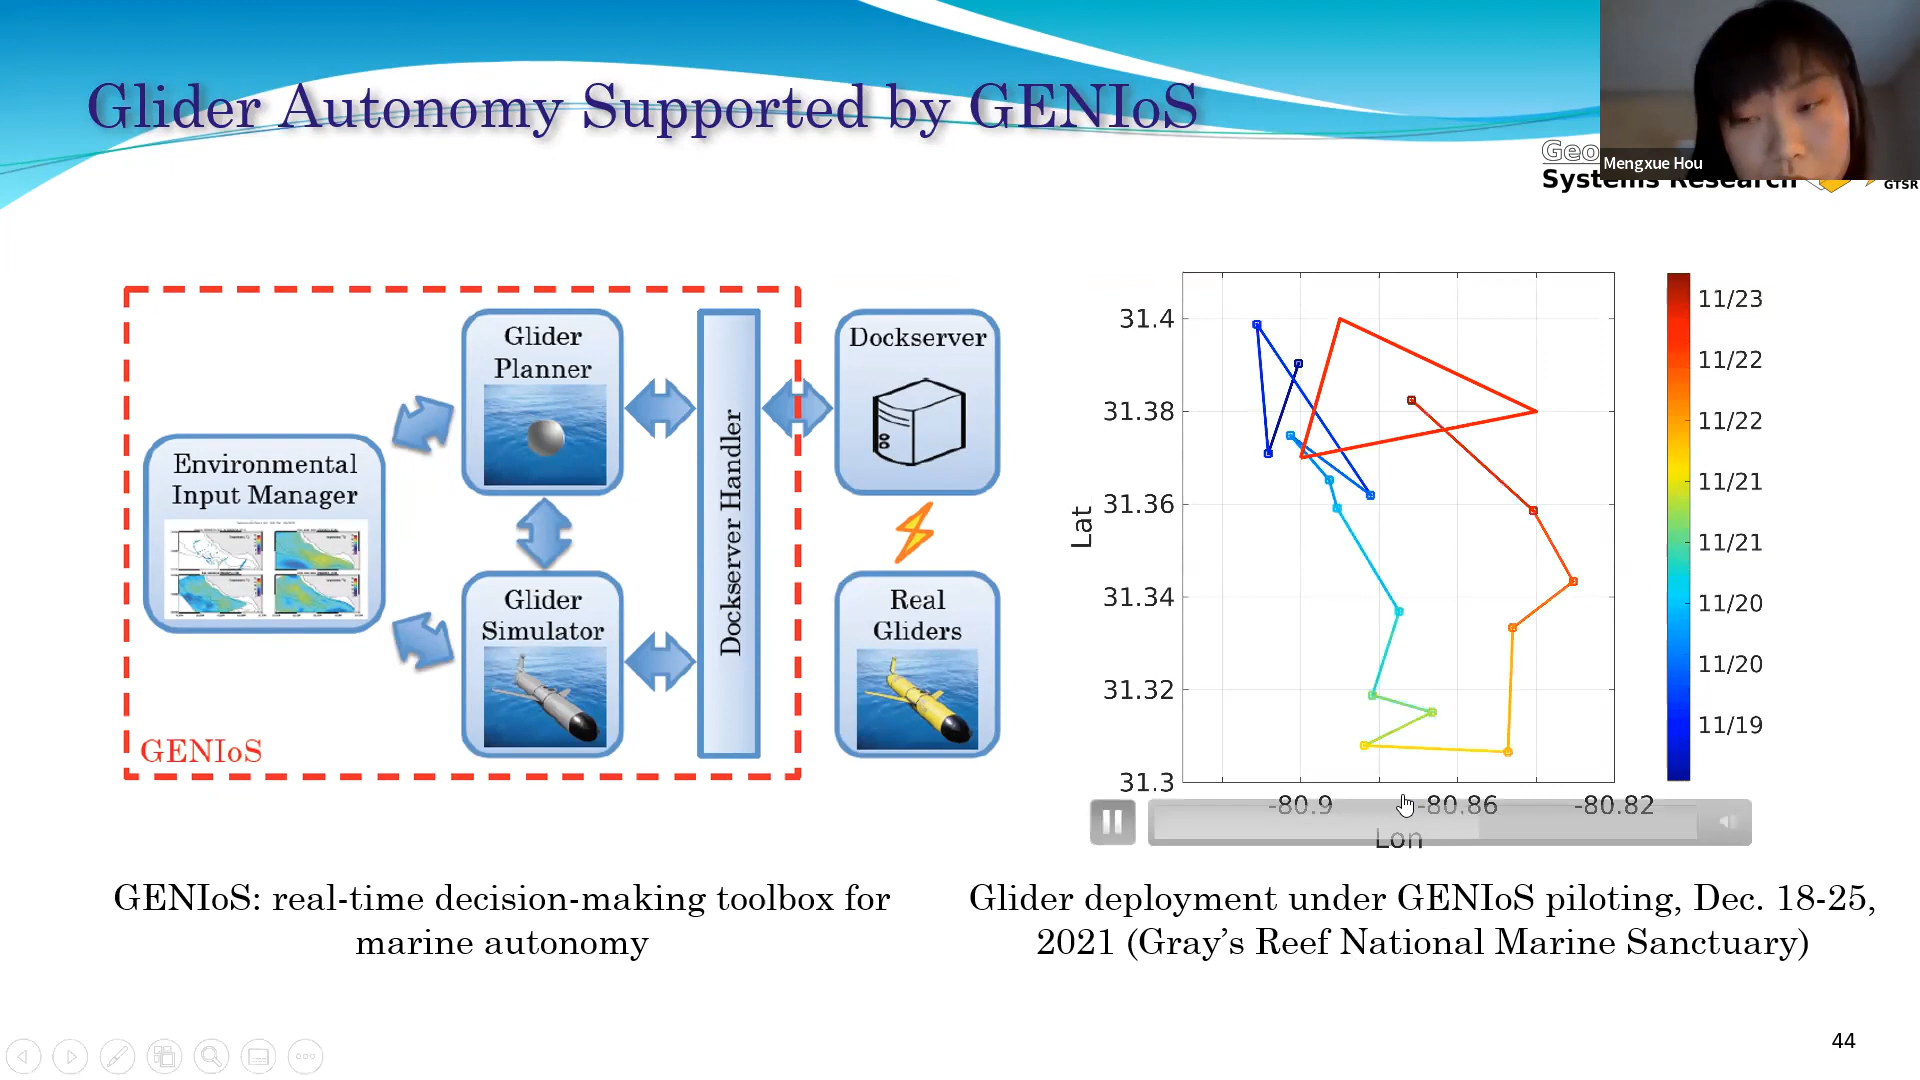 Glider Autonomy Supported by GENIoS
Mengxue Hou
Geo
Systems Research
GTSR
Glider
Planner
Dockserver
Environmental
Input Manager
Dockserver Handler
Glider
Simulator
Real
Gliders
GENIoS
31.4
31.38
31.36
31.34
31.32
31.3
Lat
-80.9
-80.86
-80.82
Lon
11/23
11/22
11/22
11/21
11/21
11/20
11/20
11/19
GENIoS: real-time decision-making toolbox for
marine autonomy
Glider deployment under GENIoS piloting, Dec. 18-25,
2021 (Gray's Reef National Marine Sanctuary)
44